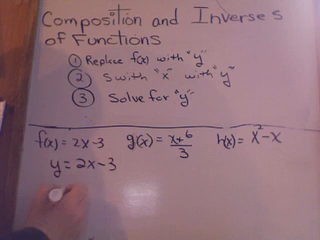 Composition and Inverses
of Functions
① Replace f(x) with "y"
② Switch "x" with "y"
③ Solve for "y"
f(x) = 2x-3 g(x) = x+6/3 h(x) = x²-x
y = 2x-3